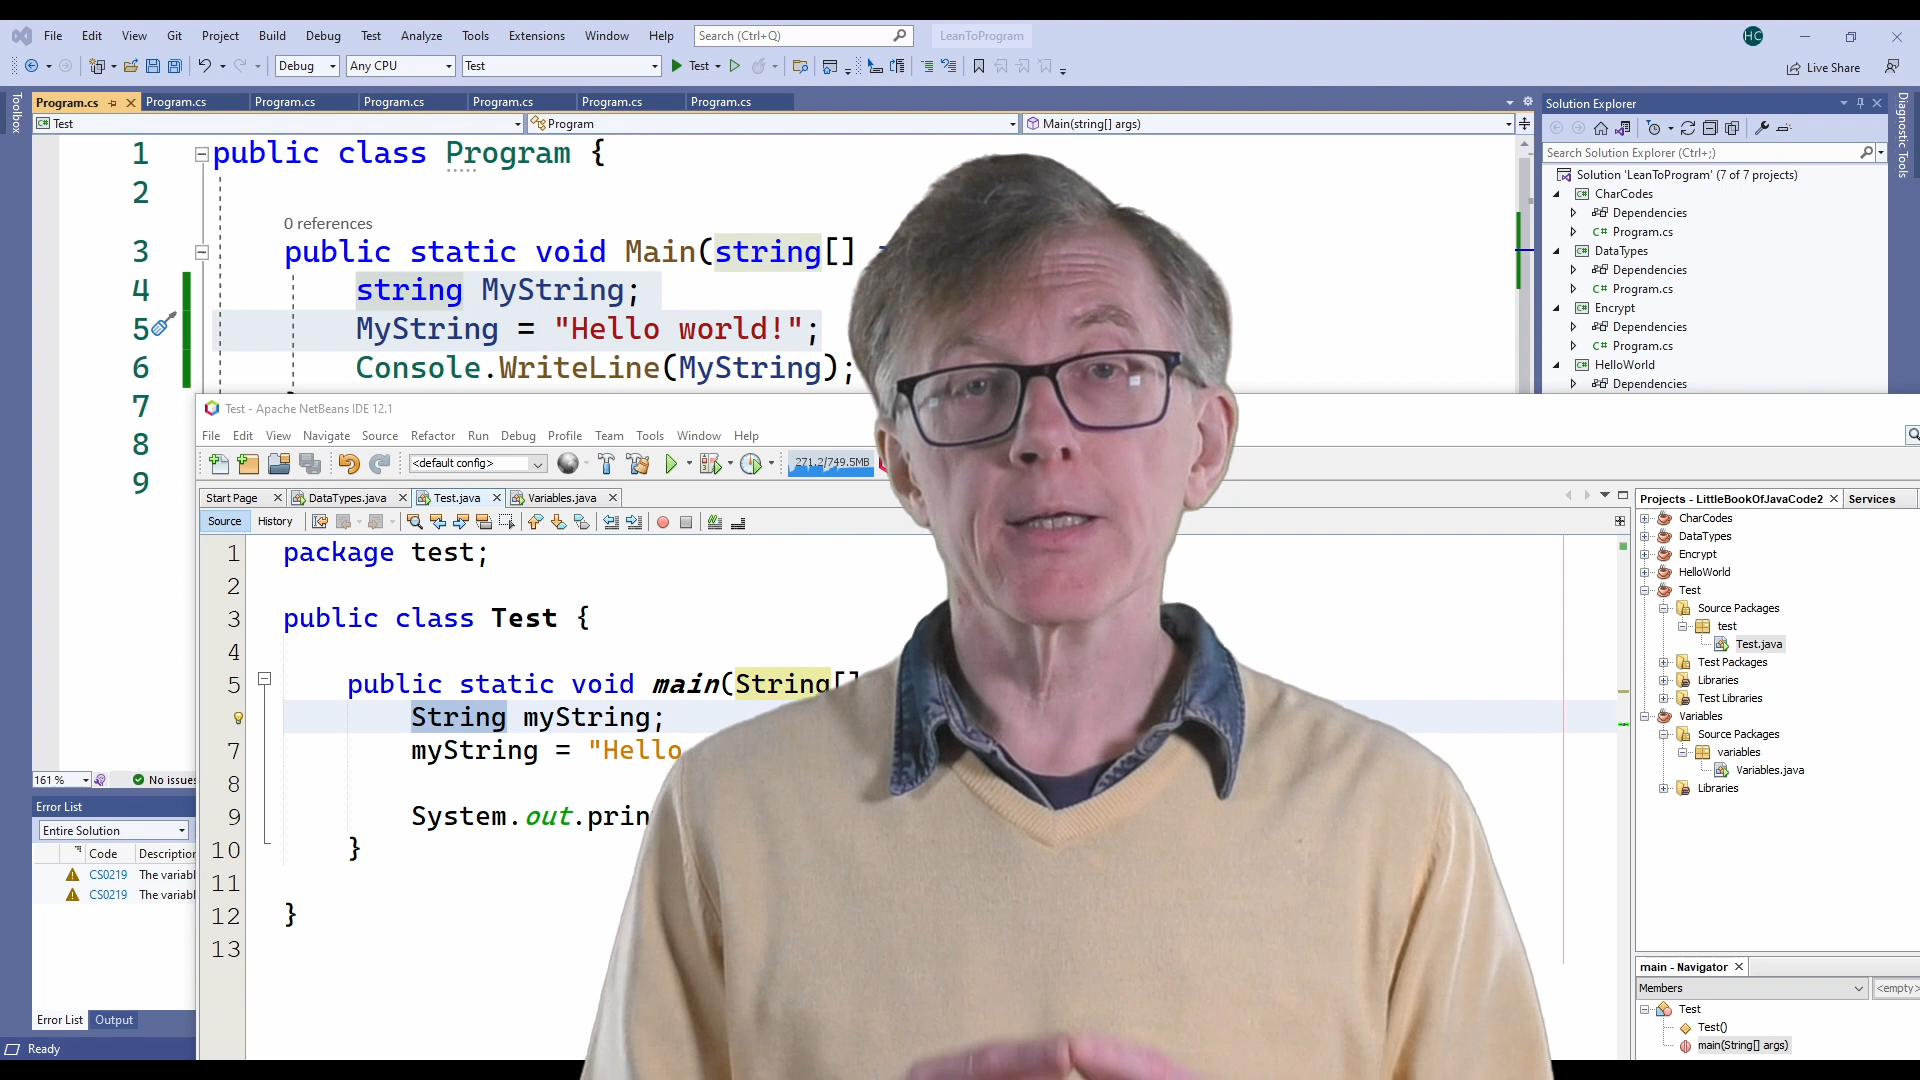 File Edit View Git Project Build Debug Test Analyze Tools Extensions Window Help Search (Ctrl+Q) LeanToProgram HC
Debug Any CPU Test Test Live Share
Toolbox
Program.cs Program.cs Program.cs Program.cs Program.cs Program.cs Program.cs
Test Program Main(string[] args)
1 public class Program {
2
0 references
3 public static void Main(string[]
4 string MyString;
5 MyString = "Hello world!";
6 Console.WriteLine(MyString);
7
8
9
161 % No issues
Error List
Entire Solution
Code Description
CS0219 The variabl
CS0219 The variabl
Error List Output
Ready
Solution Explorer
Search Solution Explorer (Ctrl+;)
Solution 'LeanToProgram' (7 of 7 projects)
CharCodes
Dependencies
Program.cs
DataTypes
Dependencies
Program.cs
Encrypt
Dependencies
Program.cs
HelloWorld
Dependencies
Diagnostic Tools
Test - Apache NetBeans IDE 12.1
File Edit View Navigate Source Refactor Run Debug Profile Team Tools Window Help
<default config> 271.2/749.5MB
Start Page DataTypes.java Test.java Variables.java
Source History
1 package test;
2
3 public class Test {
4
5 public static void main(String[]
String myString;
7 myString = "Hello
8
9 System.out.prin
10 }
11
12 }
13
Projects - LittleBookOfJavaCode2 Services
CharCodes
DataTypes
Encrypt
HelloWorld
Test
Source Packages
test
Test.java
Test Packages
Libraries
Test Libraries
Variables
Source Packages
variables
Variables.java
Libraries
main - Navigator
Members <empty>
Test
Test()
main(String[] args)